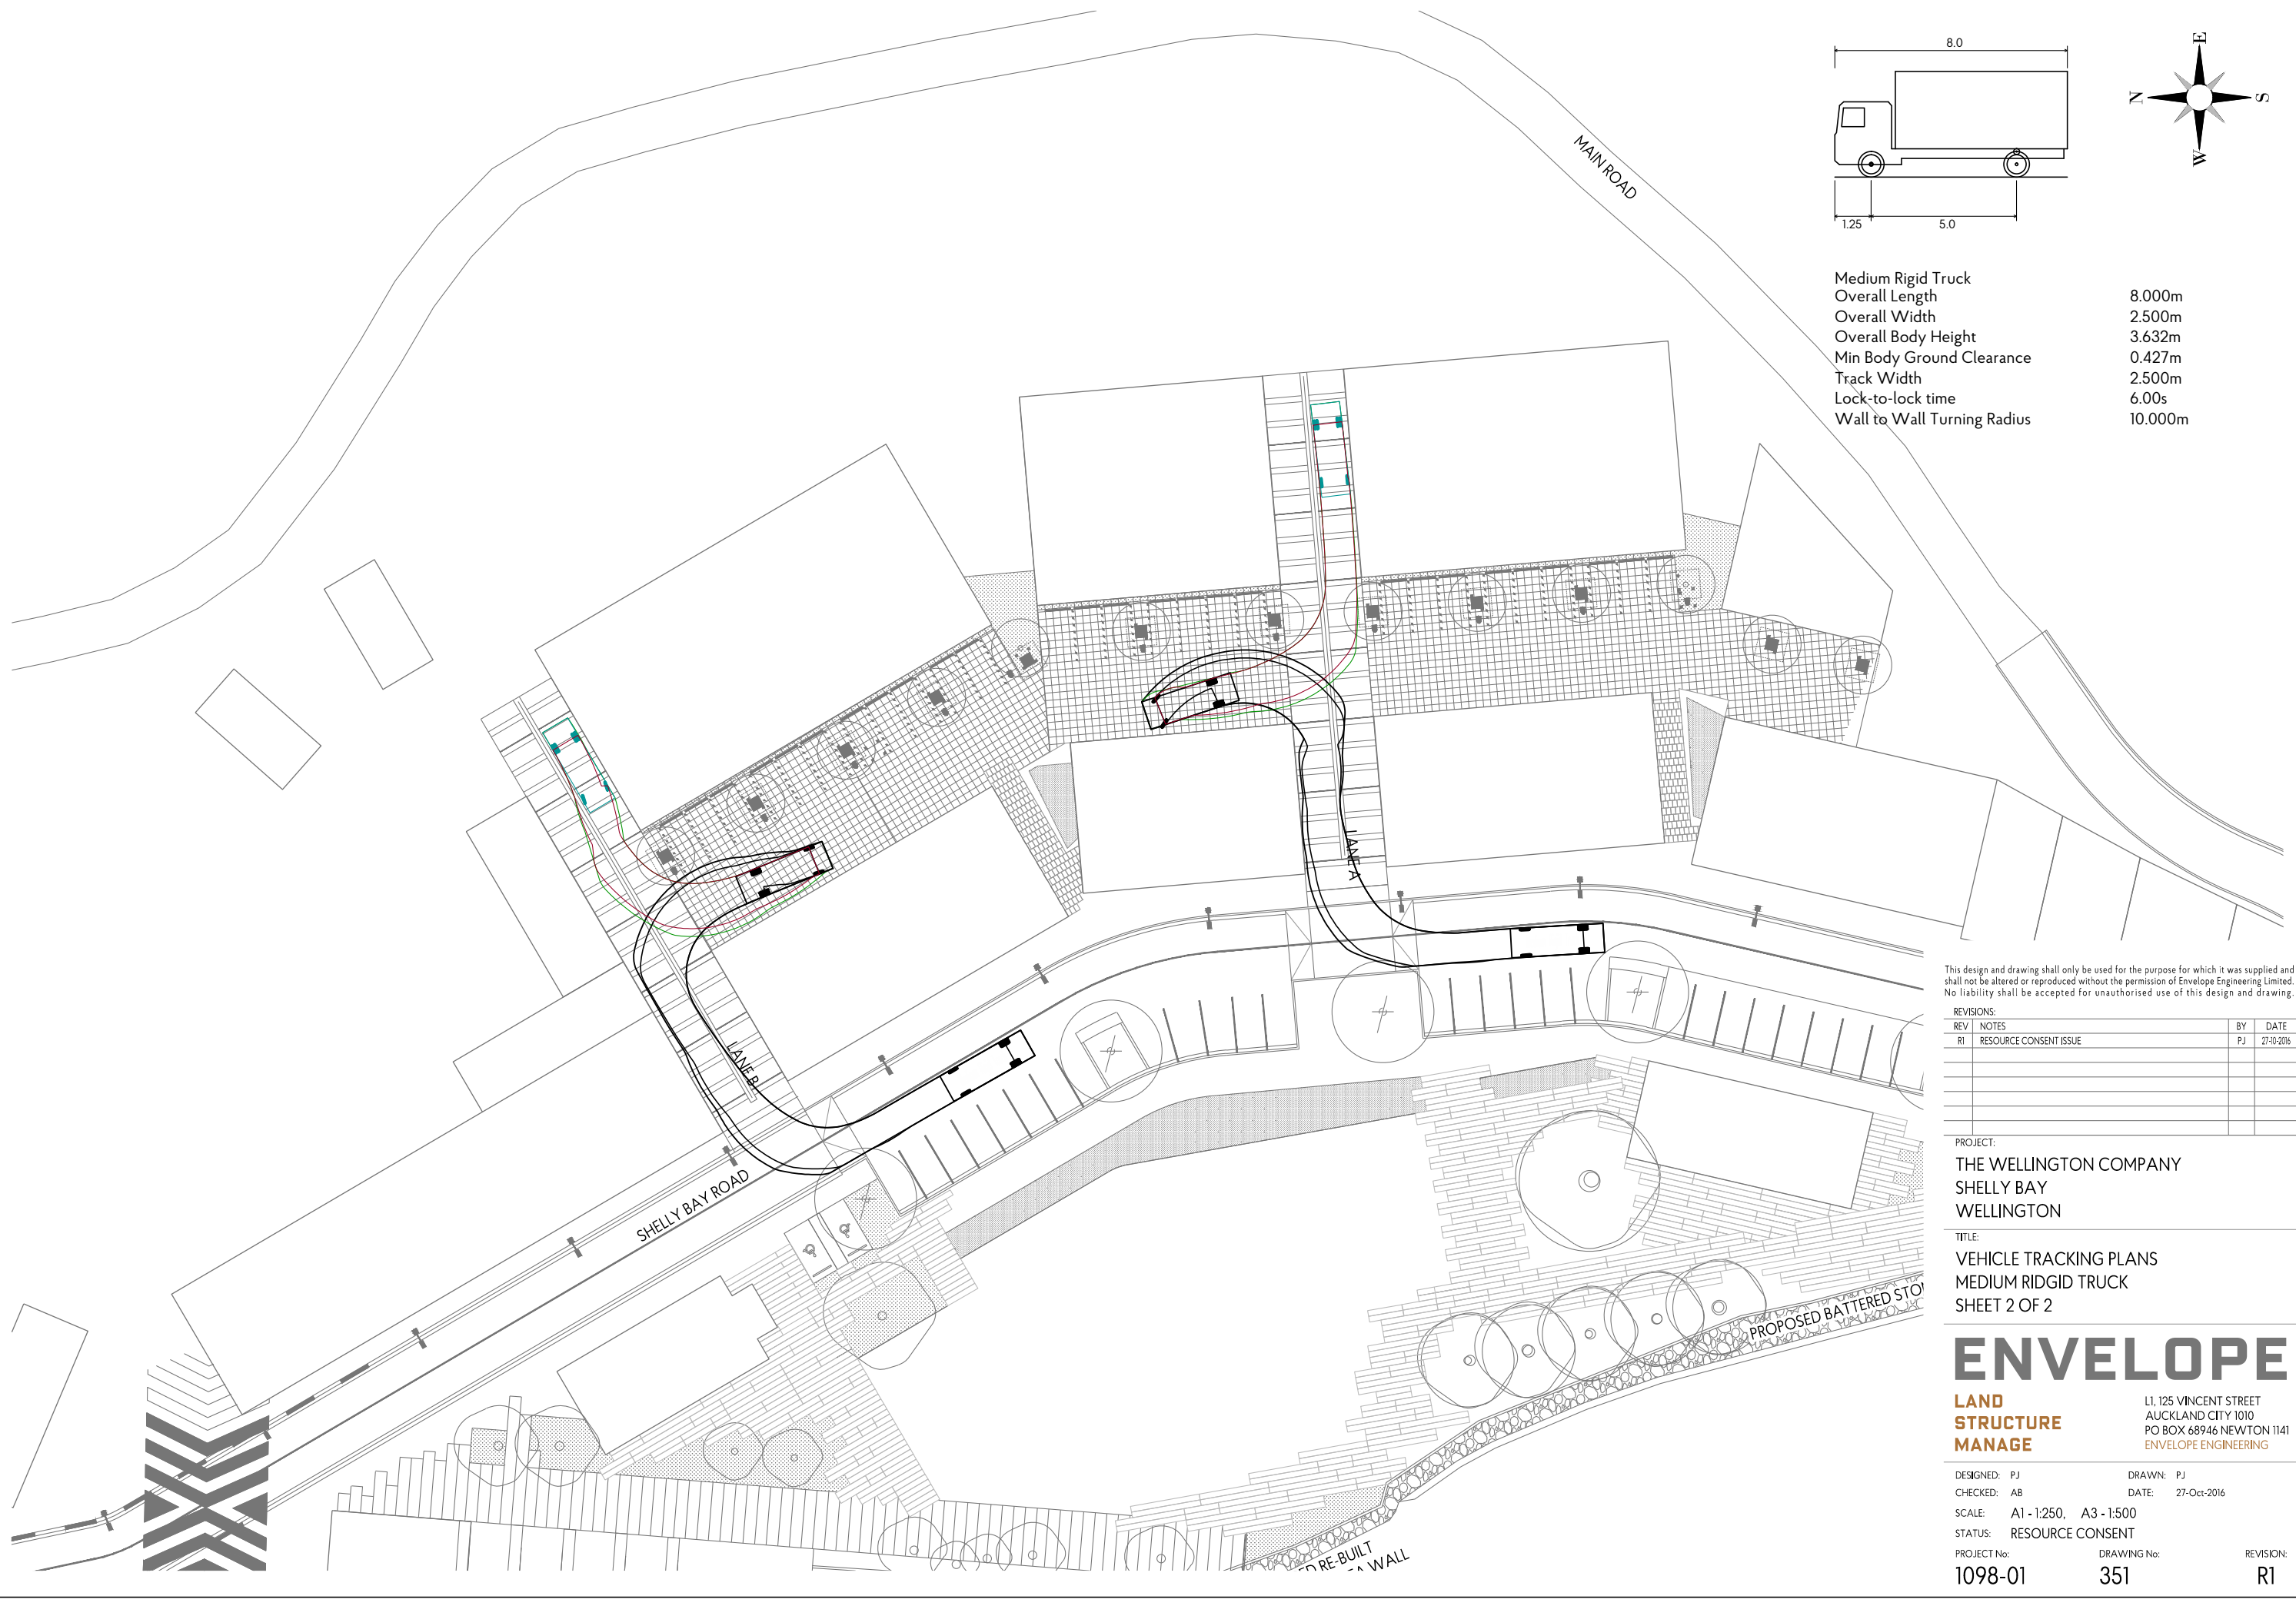 8.0
1.25
5.0
N
E
S
W
MAIN ROAD
Medium Rigid Truck
Overall Length 8.000m
Overall Width 2.500m
Overall Body Height 3.632m
Min Body Ground Clearance 0.427m
Track Width 2.500m
Lock-to-lock time 6.00s
Wall to Wall Turning Radius 10.000m
LANE A
LANE B
SHELLY BAY ROAD
PROPOSED BATTERED STO
ED RE-BUILT
EA WALL
This design and drawing shall only be used for the purpose for which it was supplied and
shall not be altered or reproduced without the permission of Envelope Engineering Limited.
No liability shall be accepted for unauthorised use of this design and drawing.
REVISIONS:
REV NOTES BY DATE
R1 RESOURCE CONSENT ISSUE PJ 27-10-2016
PROJECT:
THE WELLINGTON COMPANY
SHELLY BAY
WELLINGTON
TITLE:
VEHICLE TRACKING PLANS
MEDIUM RIDGID TRUCK
SHEET 2 OF 2
ENVELOPE
LAND
STRUCTURE
MANAGE
L1, 125 VINCENT STREET
AUCKLAND CITY 1010
PO BOX 68946 NEWTON 1141
ENVELOPE ENGINEERING
DESIGNED: PJ DRAWN: PJ
CHECKED: AB DATE: 27-Oct-2016
SCALE: A1 - 1:250, A3 - 1:500
STATUS: RESOURCE CONSENT
PROJECT No: DRAWING No: REVISION:
1098-01 351 R1